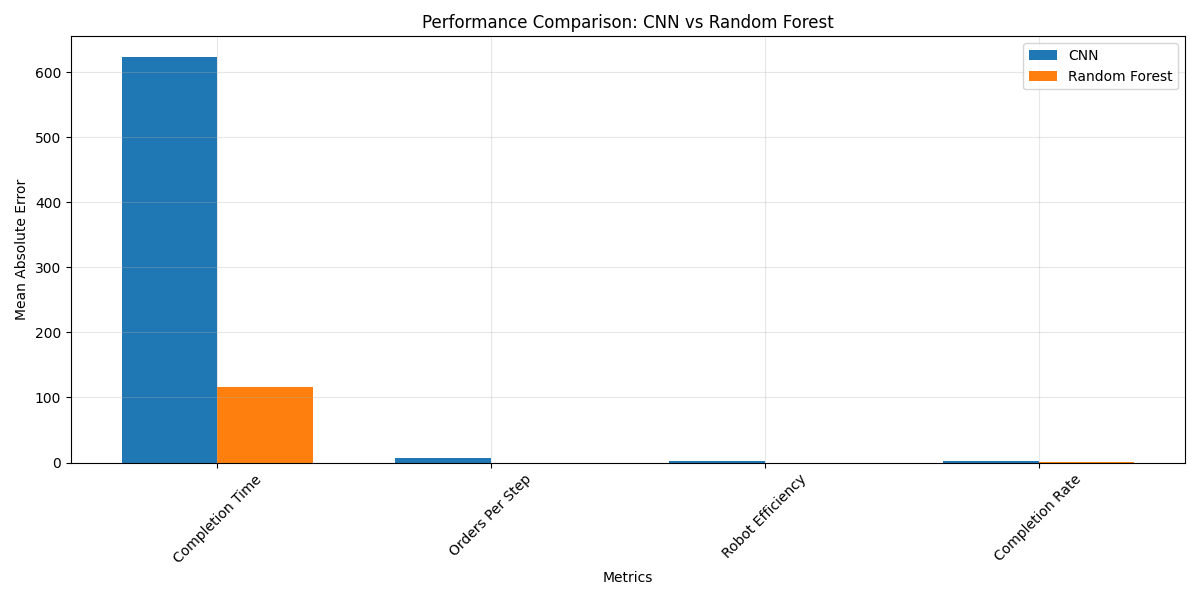 Performance Comparison: CNN vs Random Forest
CNN
Random Forest
Mean Absolute Error
600
500
400
300
200
100
0
Completion Time
Orders Per Step
Robot Efficiency
Completion Rate
Metrics